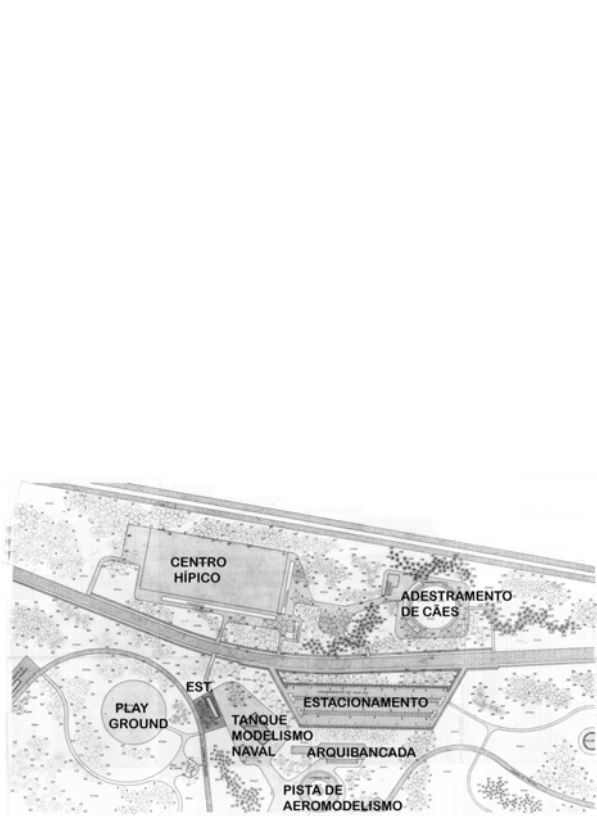 CENTRO
HÍPICO
ADESTRAMENTO
DE CÃES
EST.
ESTACIONAMENTO
PLAY
GROUND
TANQUE
MODELISMO
NAVAL
ARQUIBANCADA
PISTA DE
AEROMODELISMO